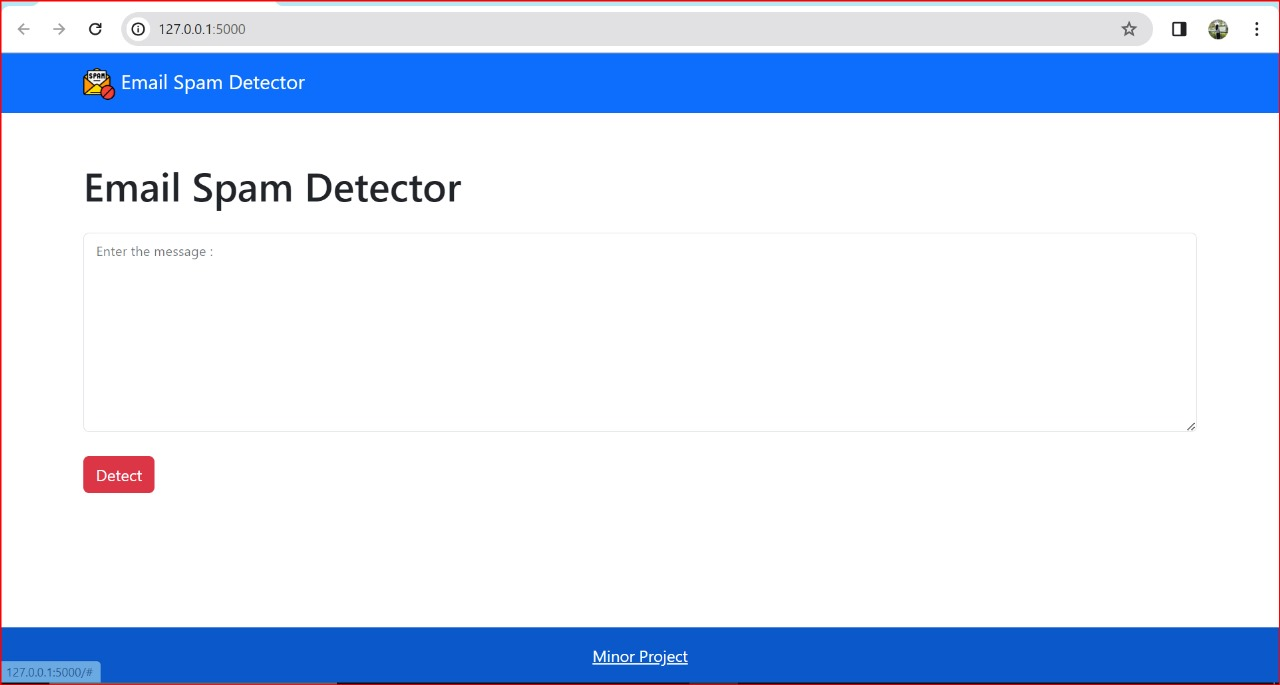 127.0.0.1:5000
SPAM
Email Spam Detector
Email Spam Detector
Enter the message :
Detect
Minor Project
127.0.0.1:5000/#